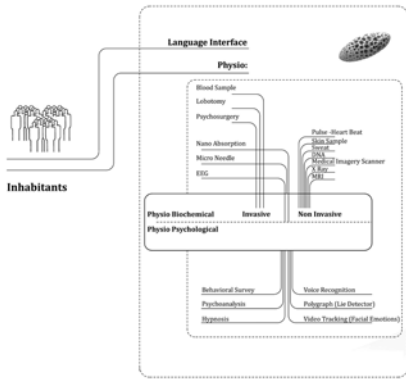 Language Interface
Physio:
Inhabitants
Blood Sample
Lobotomy
Psychosurgery
Nano Absorption
Micro Needle
EEG
Pulse -Heart Beat
Skin Sample
Sweat
DNA
Medical Imagery Scanner
X Ray
MRI
Physio Biochemical
Invasive
Non Invasive
Physio Psychological
Behavioral Survey
Psychoanalysis
Hypnosis
Voice Recognition
Polygraph (Lie Detector)
Video Tracking (Facial Emotions)